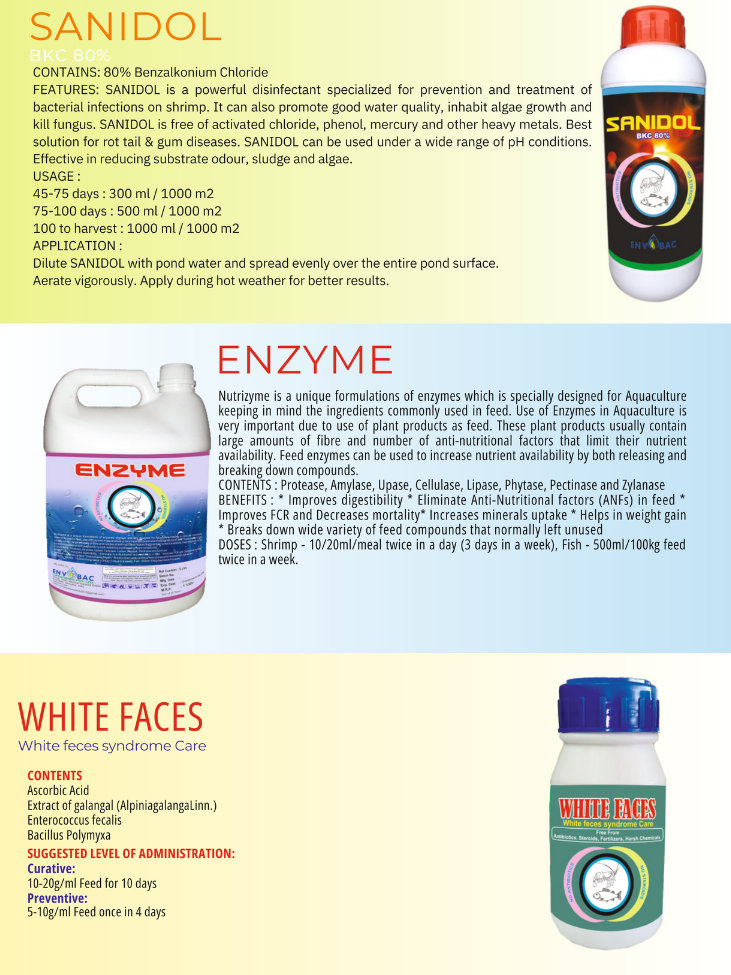 SANIDOL
BKC 80%
CONTAINS: 80% Benzalkonium Chloride
FEATURES: SANIDOL is a powerful disinfectant specialized for prevention and treatment of
bacterial infections on shrimp. It can also promote good water quality, inhabit algae growth and
kill fungus. SANIDOL is free of activated chloride, phenol, mercury and other heavy metals. Best
solution for rot tail & gum diseases. SANIDOL can be used under a wide range of pH conditions.
Effective in reducing substrate odour, sludge and algae.
USAGE :
45-75 days : 300 ml / 1000 m2
75-100 days : 500 ml / 1000 m2
100 to harvest : 1000 ml / 1000 m2
APPLICATION :
Dilute SANIDOL with pond water and spread evenly over the entire pond surface.
Aerate vigorously. Apply during hot weather for better results.
SANIDOL
BKC 80%
NO ANTIBIOTICS
NO STEROIDS
ENV BAC
ENZYME
Nutrizyme is a unique formulations of enzymes which is specially designed for Aquaculture
keeping in mind the ingredients commonly used in feed. Use of Enzymes in Aquaculture is
very important due to use of plant products as feed. These plant products usually contain
large amounts of fibre and number of anti-nutritional factors that limit their nutrient
availability. Feed enzymes can be used to increase nutrient availability by both releasing and
breaking down compounds.
CONTENTS : Protease, Amylase, Upase, Cellulase, Lipase, Phytase, Pectinase and Zylanase
BENEFITS : * Improves digestibility * Eliminate Anti-Nutritional factors (ANFs) in feed *
Improves FCR and Decreases mortality* Increases minerals uptake * Helps in weight gain
* Breaks down wide variety of feed compounds that normally left unused
DOSES : Shrimp - 10/20ml/meal twice in a day (3 days in a week), Fish - 500ml/100kg feed
twice in a week.
ENZYME
ENV BAC
WHITE FACES
White feces syndrome Care
CONTENTS
Ascorbic Acid
Extract of galangal (AlpiniagalangaLinn.)
Enterococcus fecalis
Bacillus Polymyxa
SUGGESTED LEVEL OF ADMINISTRATION:
Curative:
10-20g/ml Feed for 10 days
Preventive:
5-10g/ml Feed once in 4 days
WHITE FACES
White feces syndrome Care
Free From
Antibiotics, Steroids, Fertilizers, Harsh Chemicals
NO ANTIBIOTICS
NO STEROIDS